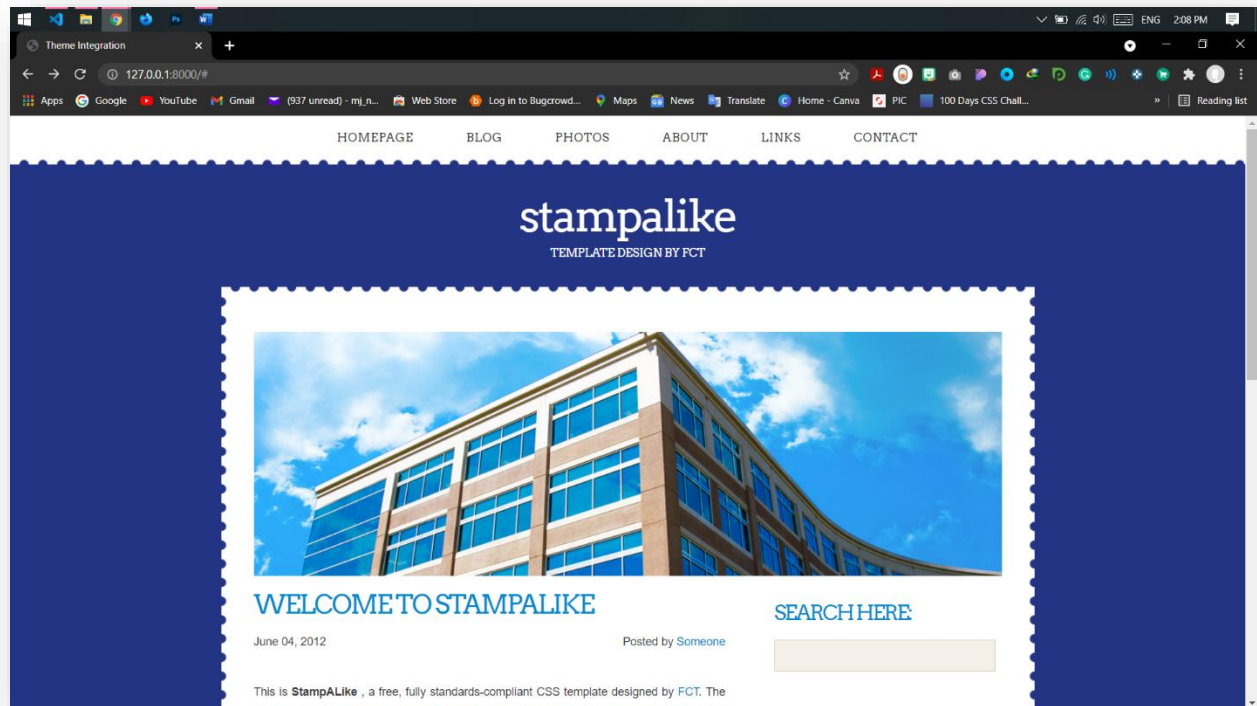 ENG 2:08 PM
Theme Integration
127.0.0.1:8000/#
Apps Google YouTube Gmail (937 unread) - mj_n... Web Store Log in to Bugcrowd... Maps News Translate Home - Canva PIC 100 Days CSS Chall... » Reading list
HOMEPAGE BLOG PHOTOS ABOUT LINKS CONTACT
stampalike
TEMPLATE DESIGN BY FCT
WELCOME TO STAMPALIKE
June 04, 2012 Posted by Someone
This is StampALike , a free, fully standards-compliant CSS template designed by FCT. The
SEARCH HERE: